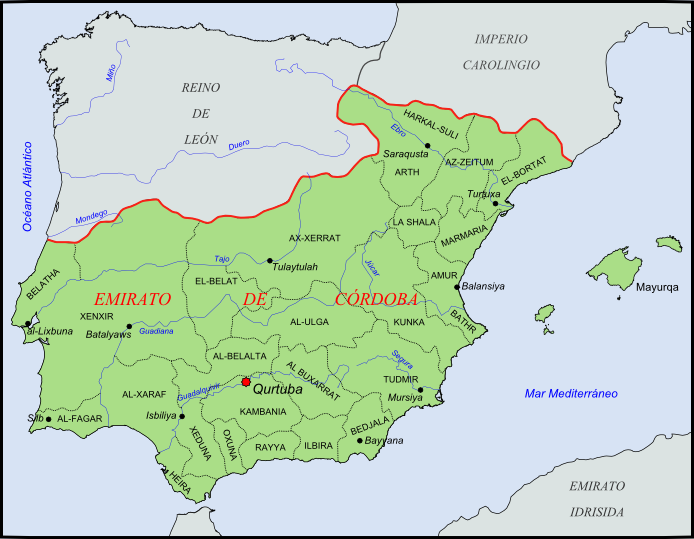 IMPERIO
CAROLINGIO
Miño
REINO
DE
LEÓN
HARKAL-SULI
Ebro
Duero
Saraqusta
AZ-ZEITUM
ARTH
EL-BORTAT
Océano Atlántico
Turtuxa
Mondego
LA SHALA
MARMARIA
AX-XERRAT
Tajo
Tulaytulah
Júcar
BELATHA
EL-BELAT
AMUR
Balansiya
Mayurqa
EMIRATO DE CÓRDOBA
XENXIR
al-Lixbuna
Batalyaws
Guadiana
AL-ULGA
KUNKA
BATHR
AL-BELALTA
Segura
AL BUXARRAT
TUDMIR
Mursiya
Guadalquivir
Qurtuba
AL-XARAF
Mar Mediterráneo
Silb
AL-FAGAR
Isbiliya
KAMBANIA
BEDJALA
Bayyana
XEDUNA
OXUNA
RAYYA
ILBIRA
HEIRA
EMIRATO
IDRISIDA